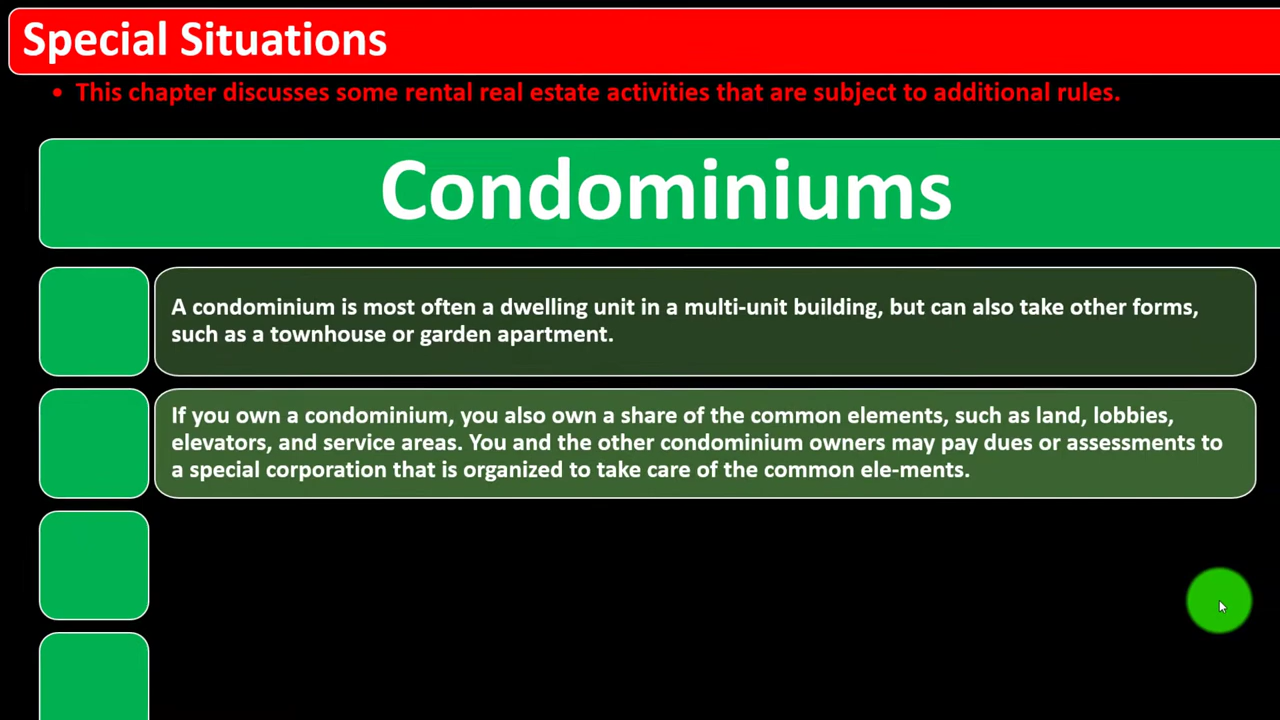 Special Situations
• This chapter discusses some rental real estate activities that are subject to additional rules.
Condominiums
A condominium is most often a dwelling unit in a multi-unit building, but can also take other forms,
such as a townhouse or garden apartment.
If you own a condominium, you also own a share of the common elements, such as land, lobbies,
elevators, and service areas. You and the other condominium owners may pay dues or assessments to
a special corporation that is organized to take care of the common ele-ments.